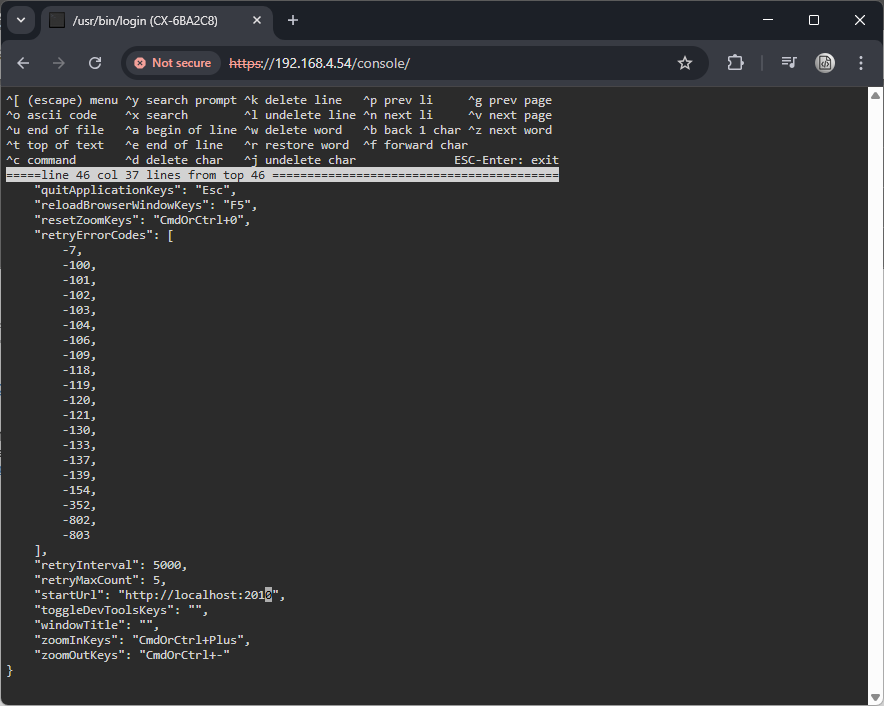 /usr/bin/login (CX-6BA2C8)
Not secure https://192.168.4.54/console/
^[ (escape) menu ^y search prompt ^k delete line   ^p prev li     ^g prev page
^o ascii code    ^x search        ^l undelete line ^n next li     ^v next page
^u end of file   ^a begin of line ^w delete word   ^b back 1 char ^z next word
^t top of text   ^e end of line   ^r restore word  ^f forward char
^c command       ^d delete char   ^j undelete char              ESC-Enter: exit
=====line 46 col 37 lines from top 46 =========================================
    "quitApplicationKeys": "Esc",
    "reloadBrowserWindowKeys": "F5",
    "resetZoomKeys": "CmdOrCtrl+0",
    "retryErrorCodes": [
        -7,
        -100,
        -101,
        -102,
        -103,
        -104,
        -106,
        -109,
        -118,
        -119,
        -120,
        -121,
        -130,
        -133,
        -137,
        -139,
        -154,
        -352,
        -802,
        -803
    ],
    "retryInterval": 5000,
    "retryMaxCount": 5,
    "startUrl": "http://localhost:2010",
    "toggleDevToolsKeys": "",
    "windowTitle": "",
    "zoomInKeys": "CmdOrCtrl+Plus",
    "zoomOutKeys": "CmdOrCtrl+-"
}